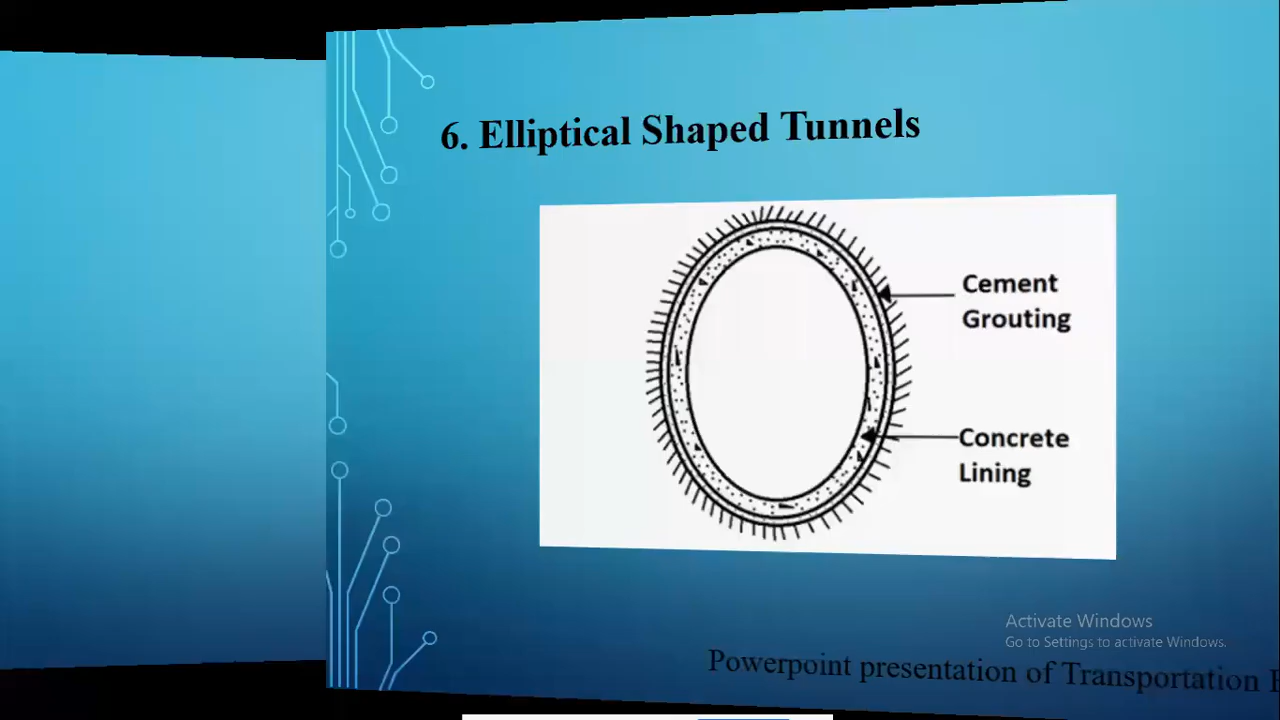 6. Elliptical Shaped Tunnels
Cement
Grouting
Concrete
Lining
Activate Windows
Go to Settings to activate Windows.
Powerpoint presentation of Transportation